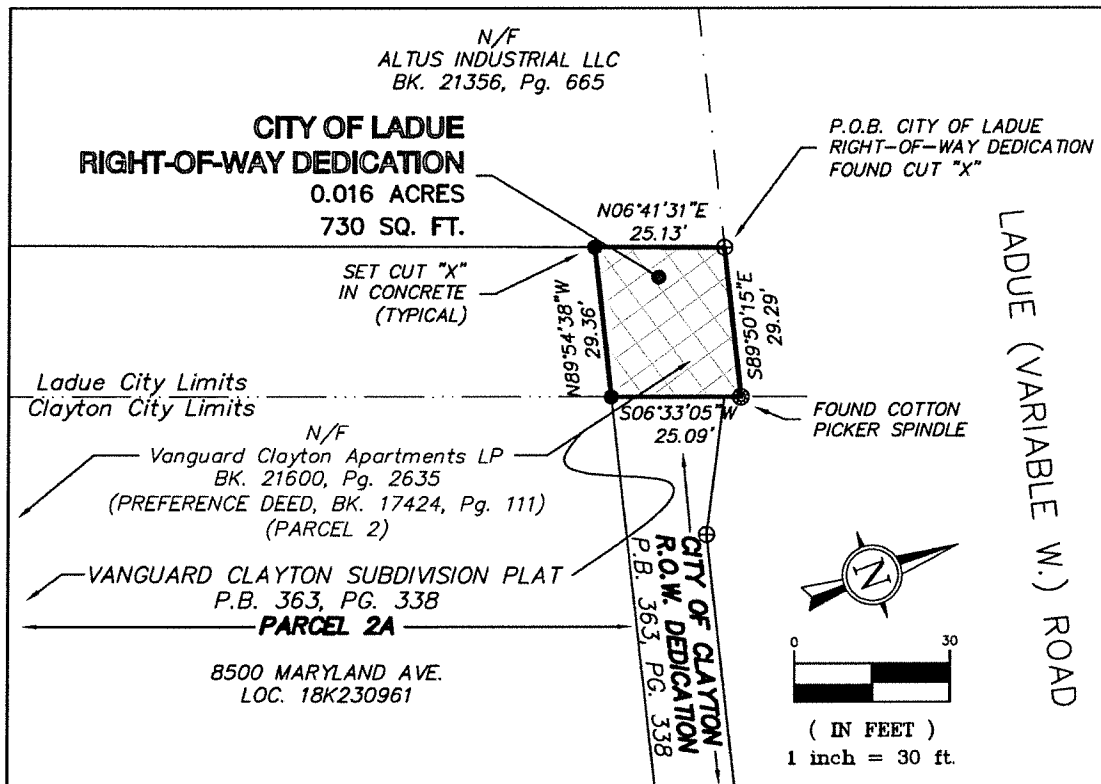 N/F
ALTUS INDUSTRIAL LLC
BK. 21356, Pg. 665
CITY OF LADUE
RIGHT-OF-WAY DEDICATION
0.016 ACRES
730 SQ. FT.
P.O.B. CITY OF LADUE
RIGHT-OF-WAY DEDICATION
FOUND CUT "X"
N06°41'31"E
25.13'
SET CUT "X"
IN CONCRETE
(TYPICAL)
N89°54'38"W
29.36'
S89°50'15"E
29.29'
LADUE (VARIABLE W.) ROAD
Ladue City Limits
Clayton City Limits
S06°33'05"W
25.09'
FOUND COTTON
PICKER SPINDLE
N/F
Vanguard Clayton Apartments LP
BK. 21600, Pg. 2635
(PREFERENCE DEED, BK. 17424, Pg. 111)
(PARCEL 2)
VANGUARD CLAYTON SUBDIVISION PLAT
P.B. 363, PG. 338
PARCEL 2A
8500 MARYLAND AVE.
LOC. 18K230961
CITY OF CLAYTON
R.O.W. DEDICATION
P.B. 363, PG. 338
N
0 30
( IN FEET )
1 inch = 30 ft.